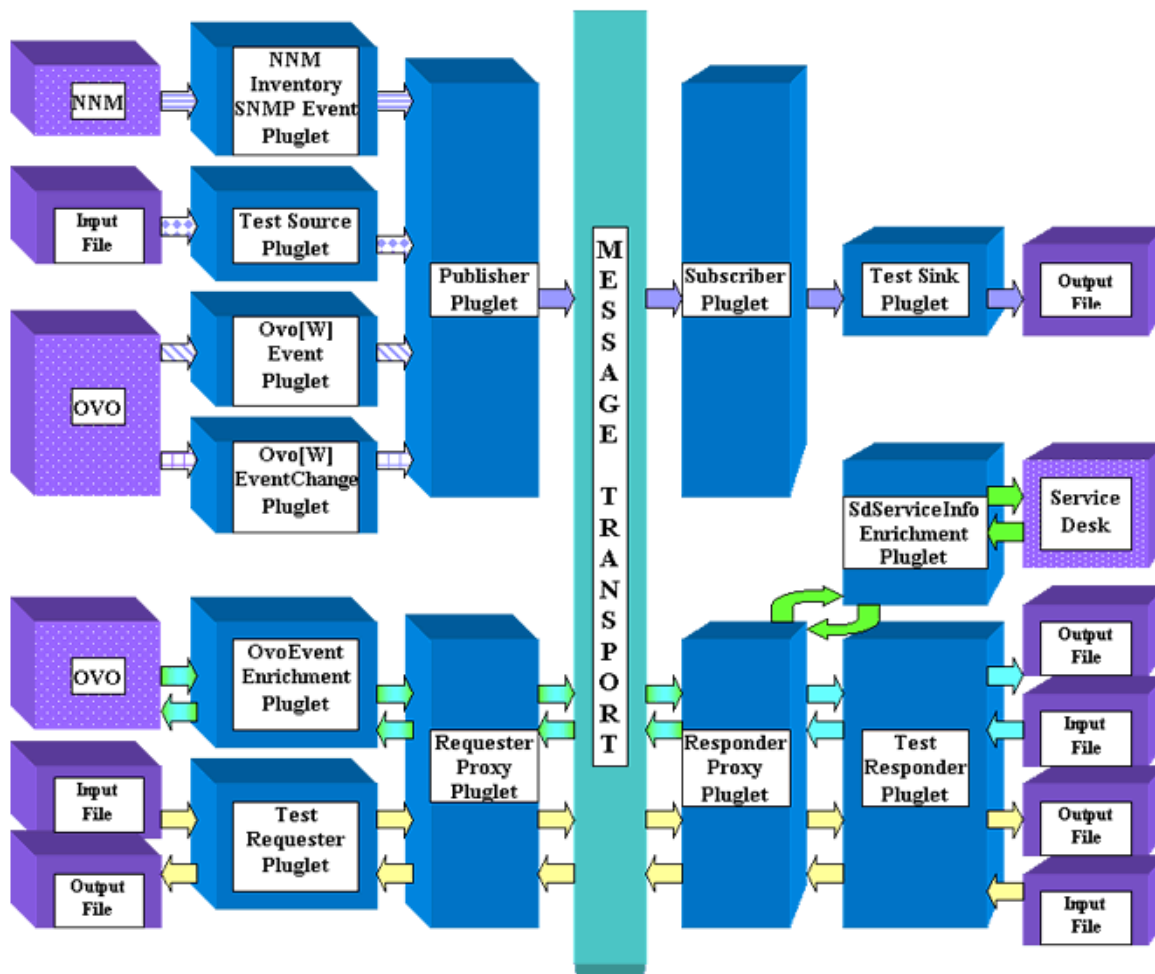 NNM
NNM
Inventory
SNMP Event
Pluglet
Input
File
Test Source
Pluglet
Publisher
Pluglet
OVO
Ovo[W]
Event
Pluglet
Ovo[W]
EventChange
Pluglet
MESSAGE TRANSPORT
Subscriber
Pluglet
Test Sink
Pluglet
Output
File
SdServiceInfo
Enrichment
Pluglet
Service
Desk
OVO
OvoEvent
Enrichment
Pluglet
Input
File
Output
File
Test
Requester
Pluglet
Requester
Proxy
Pluglet
Responder
Proxy
Pluglet
Test
Responder
Pluglet
Output
File
Input
File
Output
File
Input
File